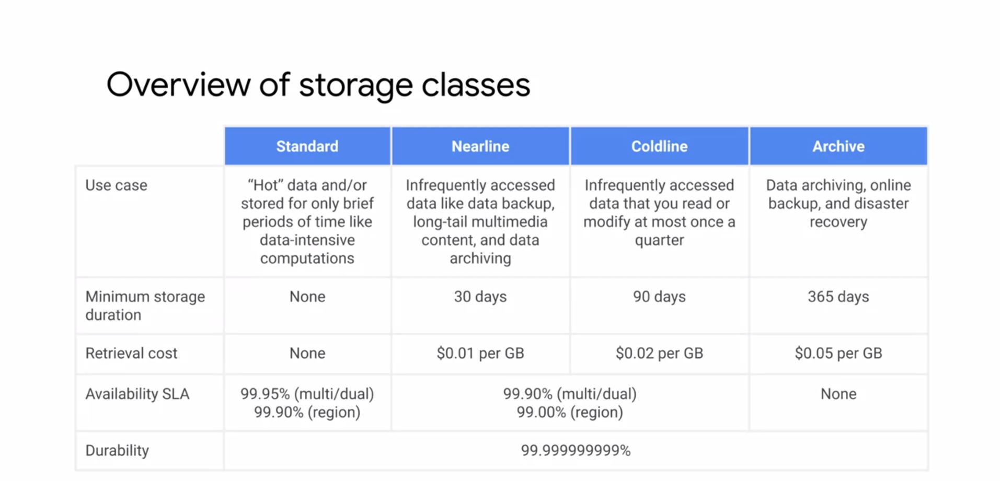 Overview of storage classes
Standard
Nearline
Coldline
Archive
Use case
“Hot” data and/or
stored for only brief
periods of time like
data-intensive
computations
Infrequently accessed
data like data backup,
long-tail multimedia
content, and data
archiving
Infrequently accessed
data that you read or
modify at most once a
quarter
Data archiving, online
backup, and disaster
recovery
Minimum storage
duration
None
30 days
90 days
365 days
Retrieval cost
None
$0.01 per GB
$0.02 per GB
$0.05 per GB
Availability SLA
99.95% (multi/dual)
99.90% (region)
99.90% (multi/dual)
99.00% (region)
None
Durability
99.999999999%